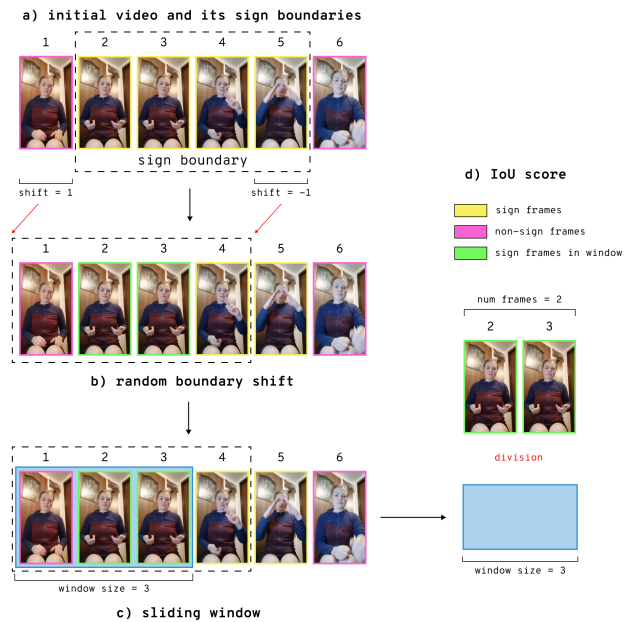 a) initial video and its sign boundaries
1 2 3 4 5 6
sign boundary
shift = 1
shift = -1
1 2 3 4 5 6
b) random boundary shift
1 2 3 4 5 6
window size = 3
c) sliding window
d) IoU score
sign frames
non-sign frames
sign frames in window
num frames = 2
2 3
division
window size = 3